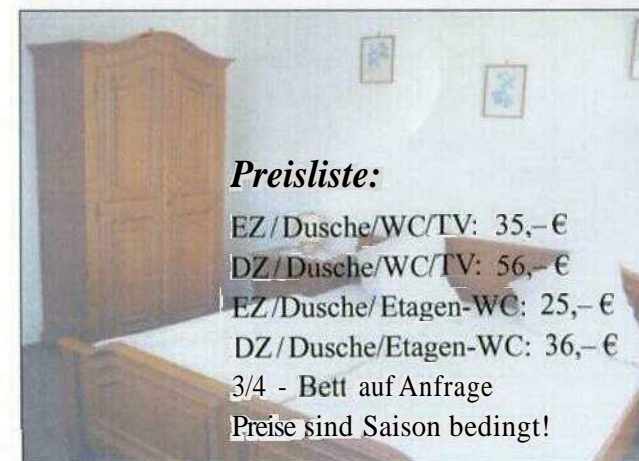 Preisliste:
EZ/Dusche/WC/TV: 35,-€
DZ/Dusche/WC/TV: 56,-€
EZ/Dusche/Etagen-WC: 25,-€
DZ/Dusche/Etagen-WC: 36,-€
3/4 - Bett auf Anfrage
Preise sind Saison bedingt!